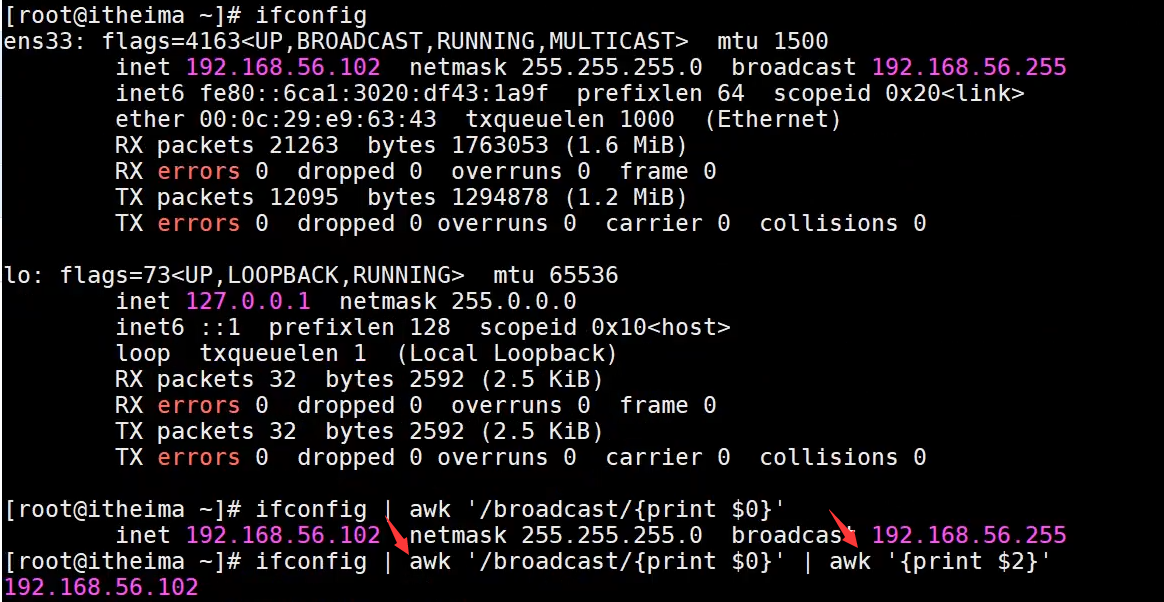 [root@itheima ~]# ifconfig
ens33: flags=4163<UP,BROADCAST,RUNNING,MULTICAST>  mtu 1500
        inet 192.168.56.102  netmask 255.255.255.0  broadcast 192.168.56.255
        inet6 fe80::6ca1:3020:df43:1a9f  prefixlen 64  scopeid 0x20<link>
        ether 00:0c:29:e9:63:43  txqueuelen 1000  (Ethernet)
        RX packets 21263  bytes 1763053 (1.6 MiB)
        RX errors 0  dropped 0  overruns 0  frame 0
        TX packets 12095  bytes 1294878 (1.2 MiB)
        TX errors 0  dropped 0 overruns 0  carrier 0  collisions 0

lo: flags=73<UP,LOOPBACK,RUNNING>  mtu 65536
        inet 127.0.0.1  netmask 255.0.0.0
        inet6 ::1  prefixlen 128  scopeid 0x10<host>
        loop  txqueuelen 1  (Local Loopback)
        RX packets 32  bytes 2592 (2.5 KiB)
        RX errors 0  dropped 0  overruns 0  frame 0
        TX packets 32  bytes 2592 (2.5 KiB)
        TX errors 0  dropped 0 overruns 0  carrier 0  collisions 0

[root@itheima ~]# ifconfig | awk '/broadcast/{print $0}'
        inet 192.168.56.102  netmask 255.255.255.0  broadcast 192.168.56.255
[root@itheima ~]# ifconfig | awk '/broadcast/{print $0}' | awk '{print $2}'
192.168.56.102